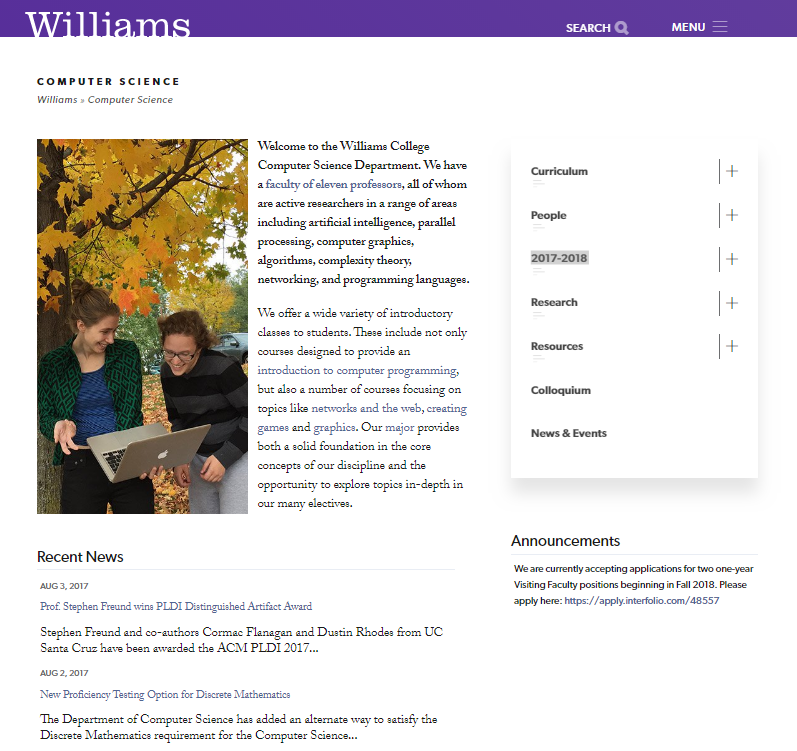 Williams
SEARCH
MENU
COMPUTER SCIENCE
Williams » Computer Science
Welcome to the Williams College
Computer Science Department. We have
a faculty of eleven professors, all of whom
are active researchers in a range of areas
including artificial intelligence, parallel
processing, computer graphics,
algorithms, complexity theory,
networking, and programming languages.
We offer a wide variety of introductory
classes to students. These include not only
courses designed to provide an
introduction to computer programming,
but also a number of courses focusing on
topics like networks and the web, creating
games and graphics. Our major provides
both a solid foundation in the core
concepts of our discipline and the
opportunity to explore topics in-depth in
our many electives.
Curriculum
People
2017-2018
Research
Resources
Colloquium
News & Events
Recent News
AUG 3, 2017
Prof. Stephen Freund wins PLDI Distinguished Artifact Award
Stephen Freund and co-authors Cormac Flanagan and Dustin Rhodes from UC
Santa Cruz have been awarded the ACM PLDI 2017...
AUG 2, 2017
New Proficiency Testing Option for Discrete Mathematics
The Department of Computer Science has added an alternate way to satisfy the
Discrete Mathematics requirement for the Computer Science...
Announcements
We are currently accepting applications for two one-year
Visiting Faculty positions beginning in Fall 2018. Please
apply here: https://apply.interfolio.com/48557